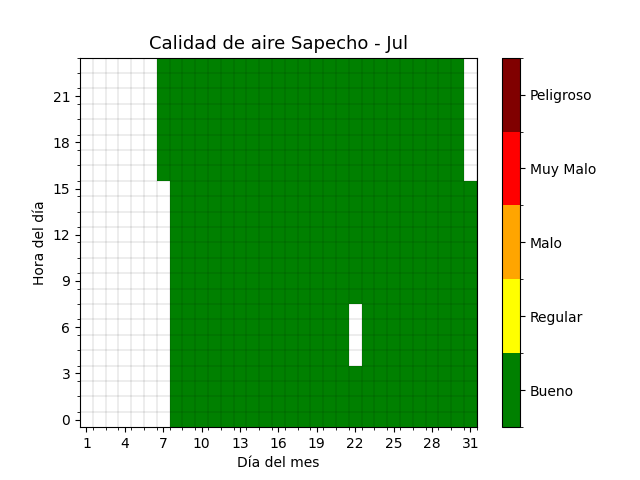 Calidad de aire Sapecho - Jul
Hora del día
21
18
15
12
9
6
3
0
1 4 7 10 13 16 19 22 25 28 31
Día del mes
Peligroso
Muy Malo
Malo
Regular
Bueno